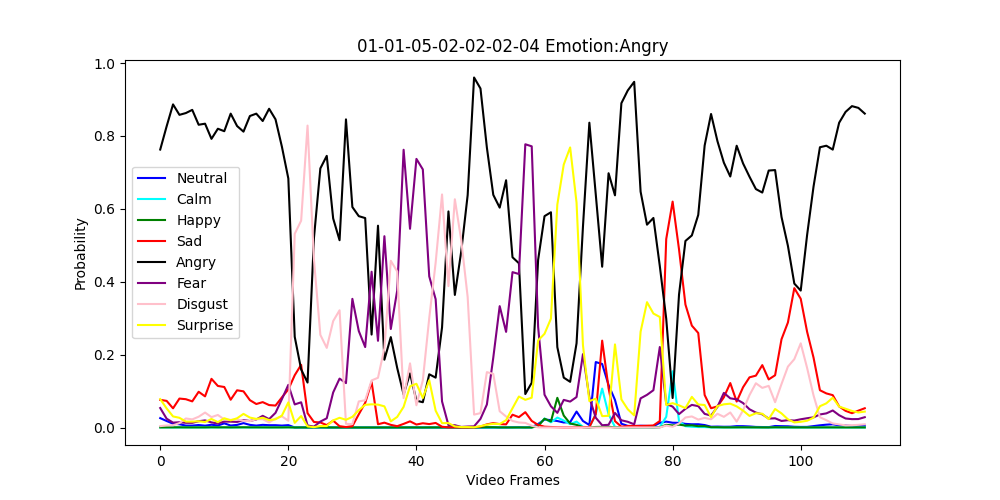 01-01-05-02-02-02-04 Emotion:Angry
1.0
0.8
0.6
0.4
0.2
0.0
Probability
Neutral
Calm
Happy
Sad
Angry
Fear
Disgust
Surprise
0 20 40 60 80 100
Video Frames